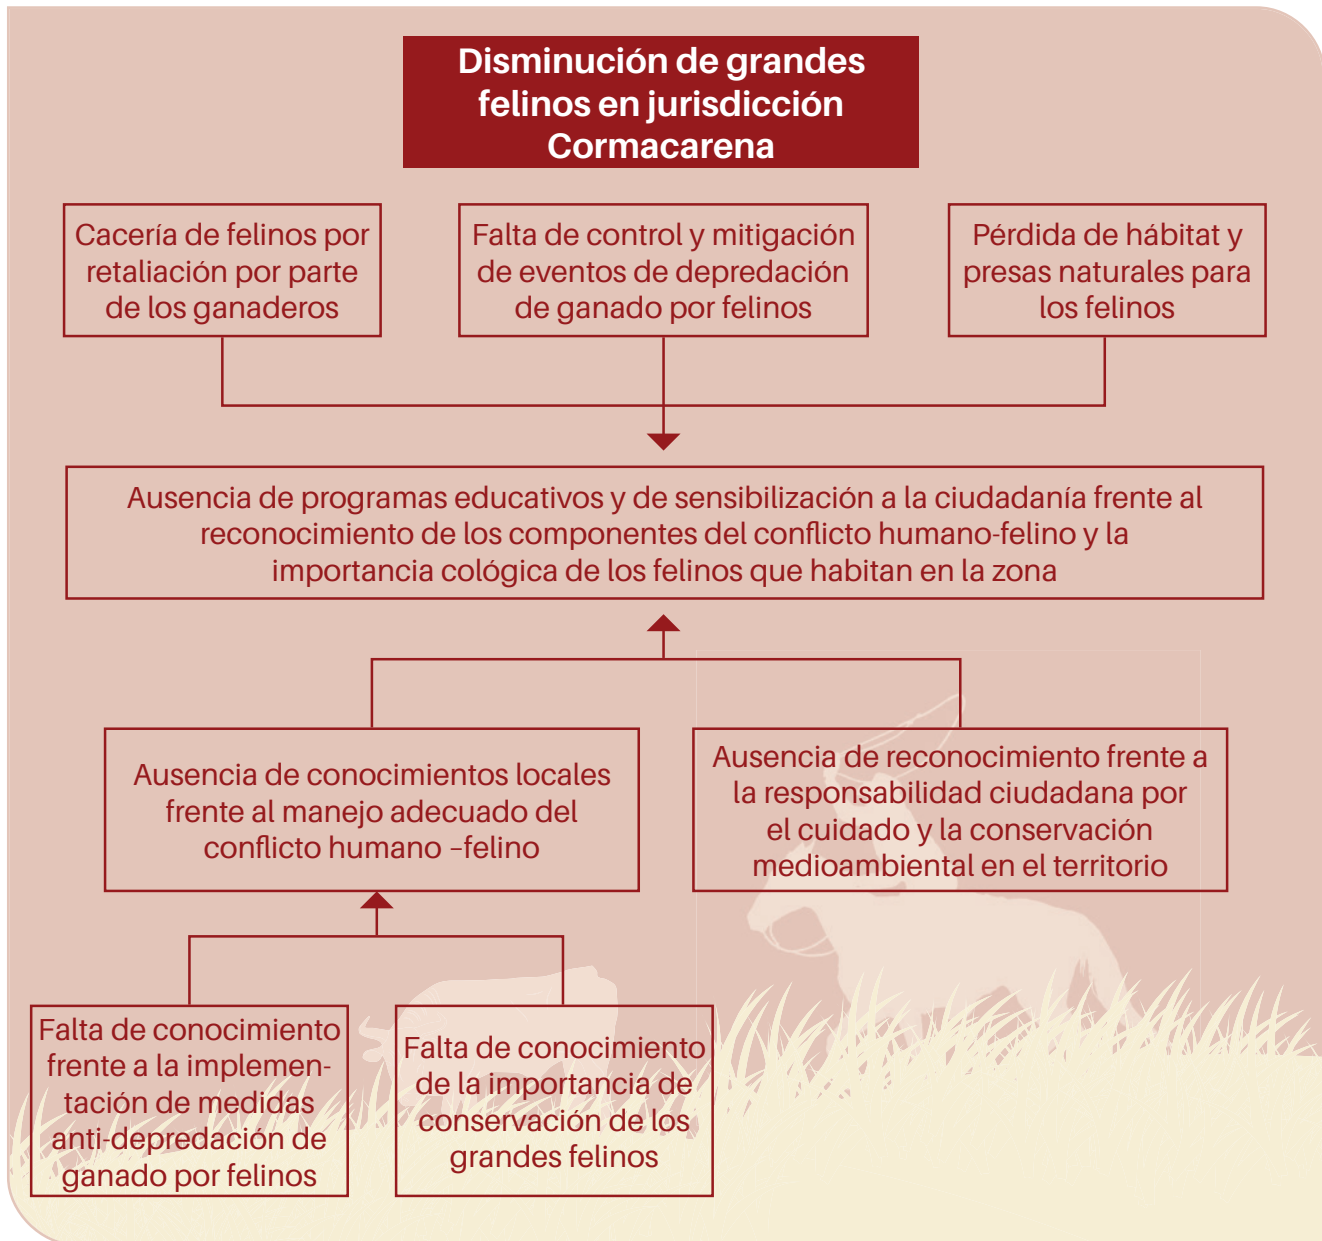 Disminución de grandes
felinos en jurisdicción
Cormacarena
Cacería de felinos por
retaliación por parte
de los ganaderos
Falta de control y mitigación
de eventos de depredación
de ganado por felinos
Pérdida de hábitat y
presas naturales para
los felinos
Ausencia de programas educativos y de sensibilización a la ciudadanía frente al
reconocimiento de los componentes del conflicto humano-felino y la
importancia cológica de los felinos que habitan en la zona
Ausencia de conocimientos locales
frente al manejo adecuado del
conflicto humano –felino
Ausencia de reconocimiento frente a
la responsabilidad ciudadana por
el cuidado y la conservación
medioambiental en el territorio
Falta de conocimiento
frente a la implemen-
tación de medidas
anti-depredación de
ganado por felinos
Falta de conocimiento
de la importancia de
conservación de los
grandes felinos